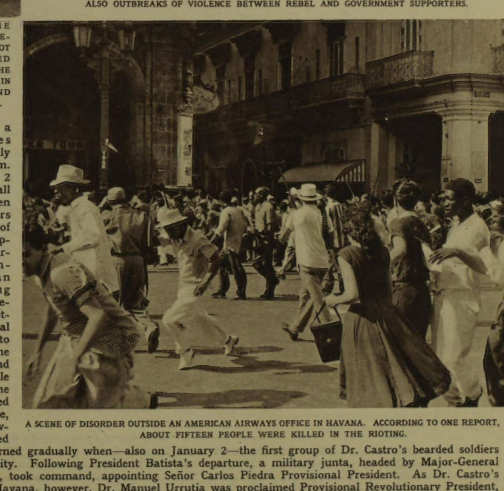 ALSO OUTBREAKS OF VIOLENCE BETWEEN REBEL AND GOVERNMENT SUPPORTERS.
A SCENE OF DISORDER OUTSIDE AN AMERICAN AIRWAYS OFFICE IN HAVANA. ACCORDING TO ONE REPORT,
ABOUT FIFTEEN PEOPLE WERE KILLED IN THE RIOTING.
rned gradually when—also on January 2—the first group of Dr. Castro's bearded soldiers
ity. Following President Batista's departure, a military junta, headed by Major-General
, took command, appointing Señor Carlos Piedra Provisional President. As Dr. Castro's
Havana, however, Dr. Manuel Urrutia was proclaimed Provisional Revolutionary President.